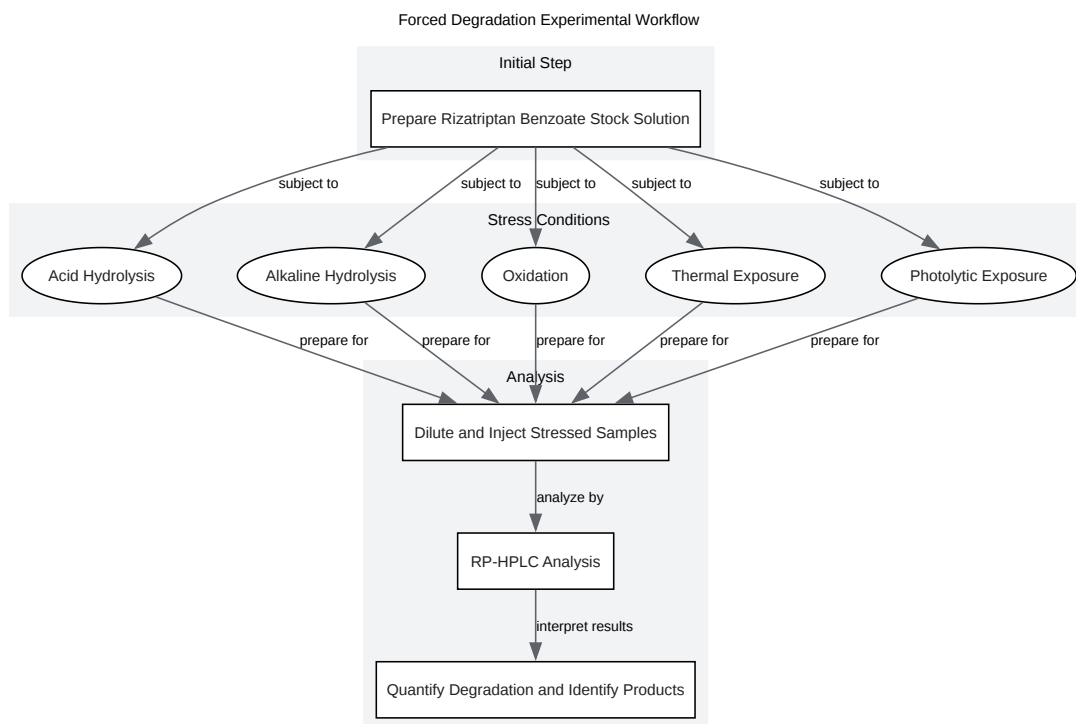 Forced Degradation Experimental Workflow
Initial Step
Prepare Rizatriptan Benzoate Stock Solution
subject to
subject to
subject to
subject to
subject to
Stress Conditions
Acid Hydrolysis
Alkaline Hydrolysis
Oxidation
Thermal Exposure
Photolytic Exposure
prepare for
prepare for
prepare for
prepare for
prepare for
Analysis
Dilute and Inject Stressed Samples
analyze by
RP-HPLC Analysis
interpret results
Quantify Degradation and Identify Products